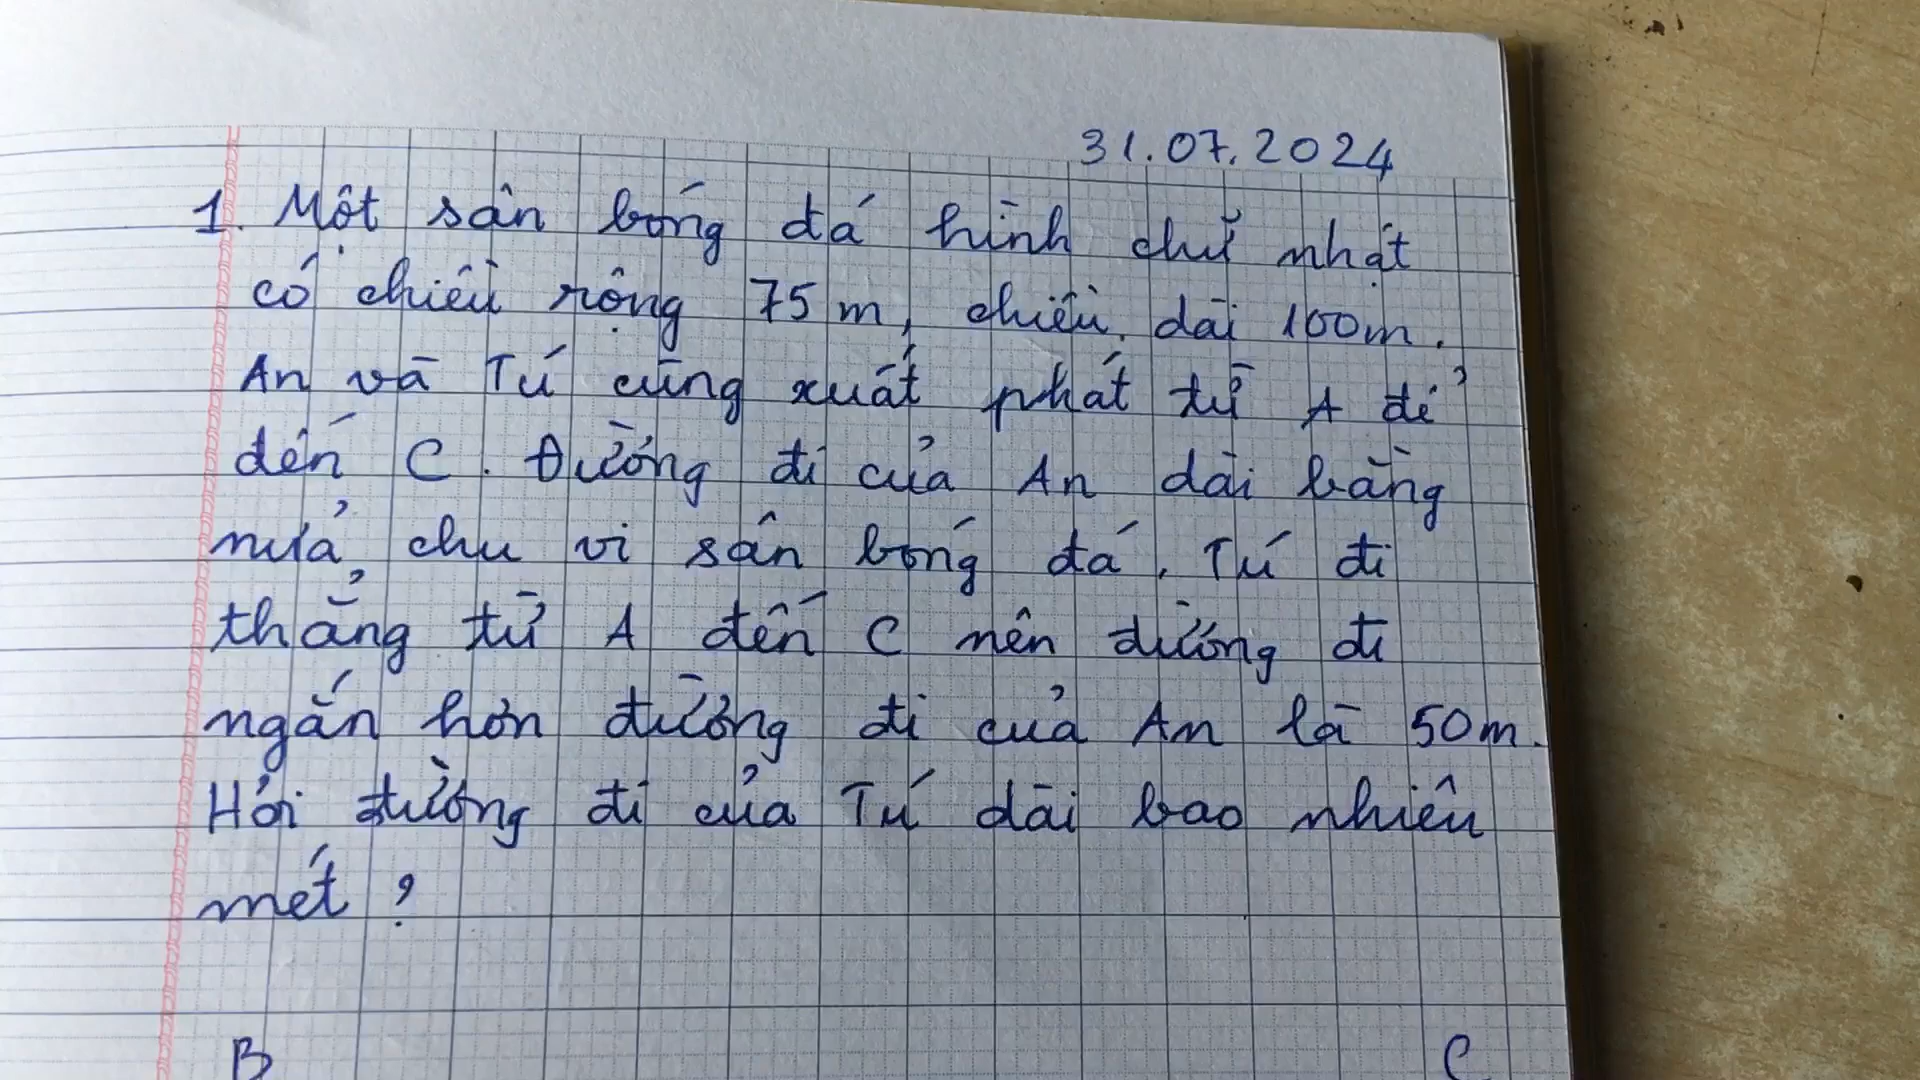 31.07.2024
1. Một sân bóng đá hình chữ nhật
có chiều rộng 75m, chiều dài 100m.
An và Tú cùng xuất phát từ A để
đến C. Đường đi của An dài bằng
nửa chu vi sân bóng đá. Tú đi
thẳng từ A đến C nên đường đi
ngắn hơn đường đi của An là 50m.
Hỏi đường đi của Tú dài bao nhiêu
mét?
B C